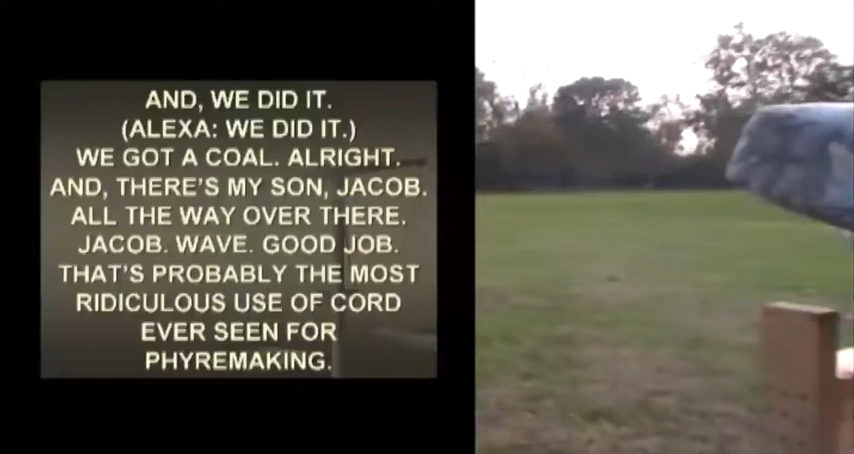 AND, WE DID IT.
(ALEXA: WE DID IT.)
WE GOT A COAL. ALRIGHT.
AND, THERE'S MY SON, JACOB.
ALL THE WAY OVER THERE.
JACOB. WAVE. GOOD JOB.
THAT'S PROBABLY THE MOST
RIDICULOUS USE OF CORD
EVER SEEN FOR
PHYREMAKING.